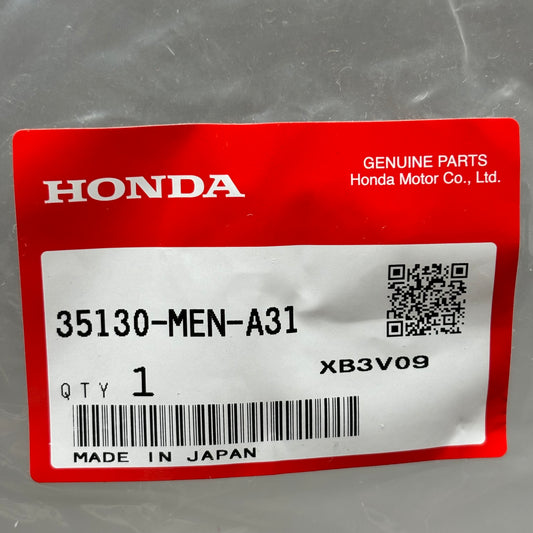 HONDA
GENUINE PARTS
Honda Motor Co., Ltd.
35130-MEN-A31
XB3V09
QTY 1
MADE IN JAPAN